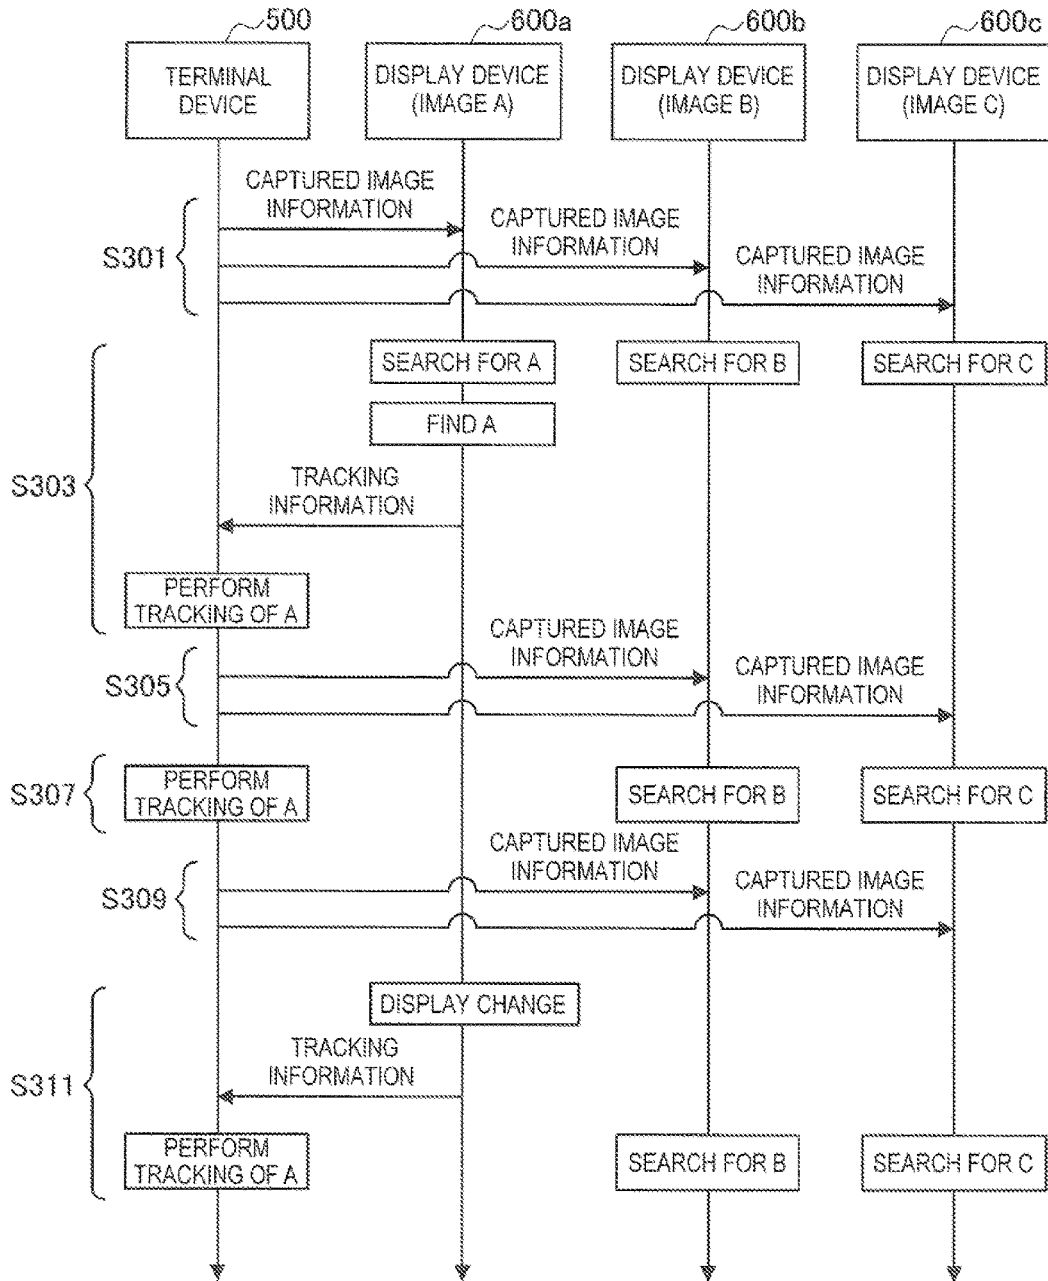 500
600a
600b
600c
TERMINAL
DEVICE
DISPLAY DEVICE
(IMAGE A)
DISPLAY DEVICE
(IMAGE B)
DISPLAY DEVICE
(IMAGE C)
S301
CAPTURED IMAGE
INFORMATION
CAPTURED IMAGE
INFORMATION
CAPTURED IMAGE
INFORMATION
S303
SEARCH FOR A
SEARCH FOR B
SEARCH FOR C
FIND A
TRACKING
INFORMATION
PERFORM
TRACKING OF A
S305
CAPTURED IMAGE
INFORMATION
CAPTURED IMAGE
INFORMATION
S307
PERFORM
TRACKING OF A
SEARCH FOR B
SEARCH FOR C
S309
CAPTURED IMAGE
INFORMATION
CAPTURED IMAGE
INFORMATION
S311
DISPLAY CHANGE
TRACKING
INFORMATION
PERFORM
TRACKING OF A
SEARCH FOR B
SEARCH FOR C